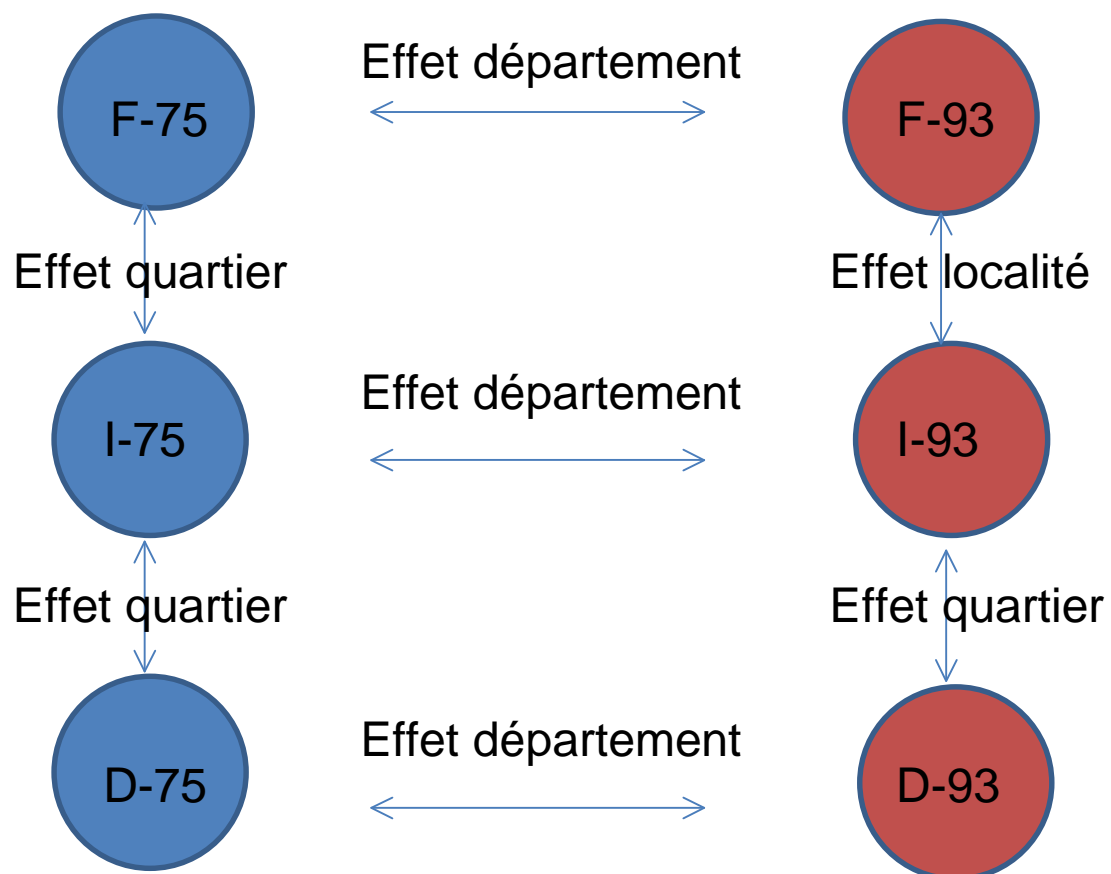 F-75
Effet département
F-93
Effet quartier
Effet localité
I-75
Effet département
I-93
Effet quartier
Effet quartier
D-75
Effet département
D-93